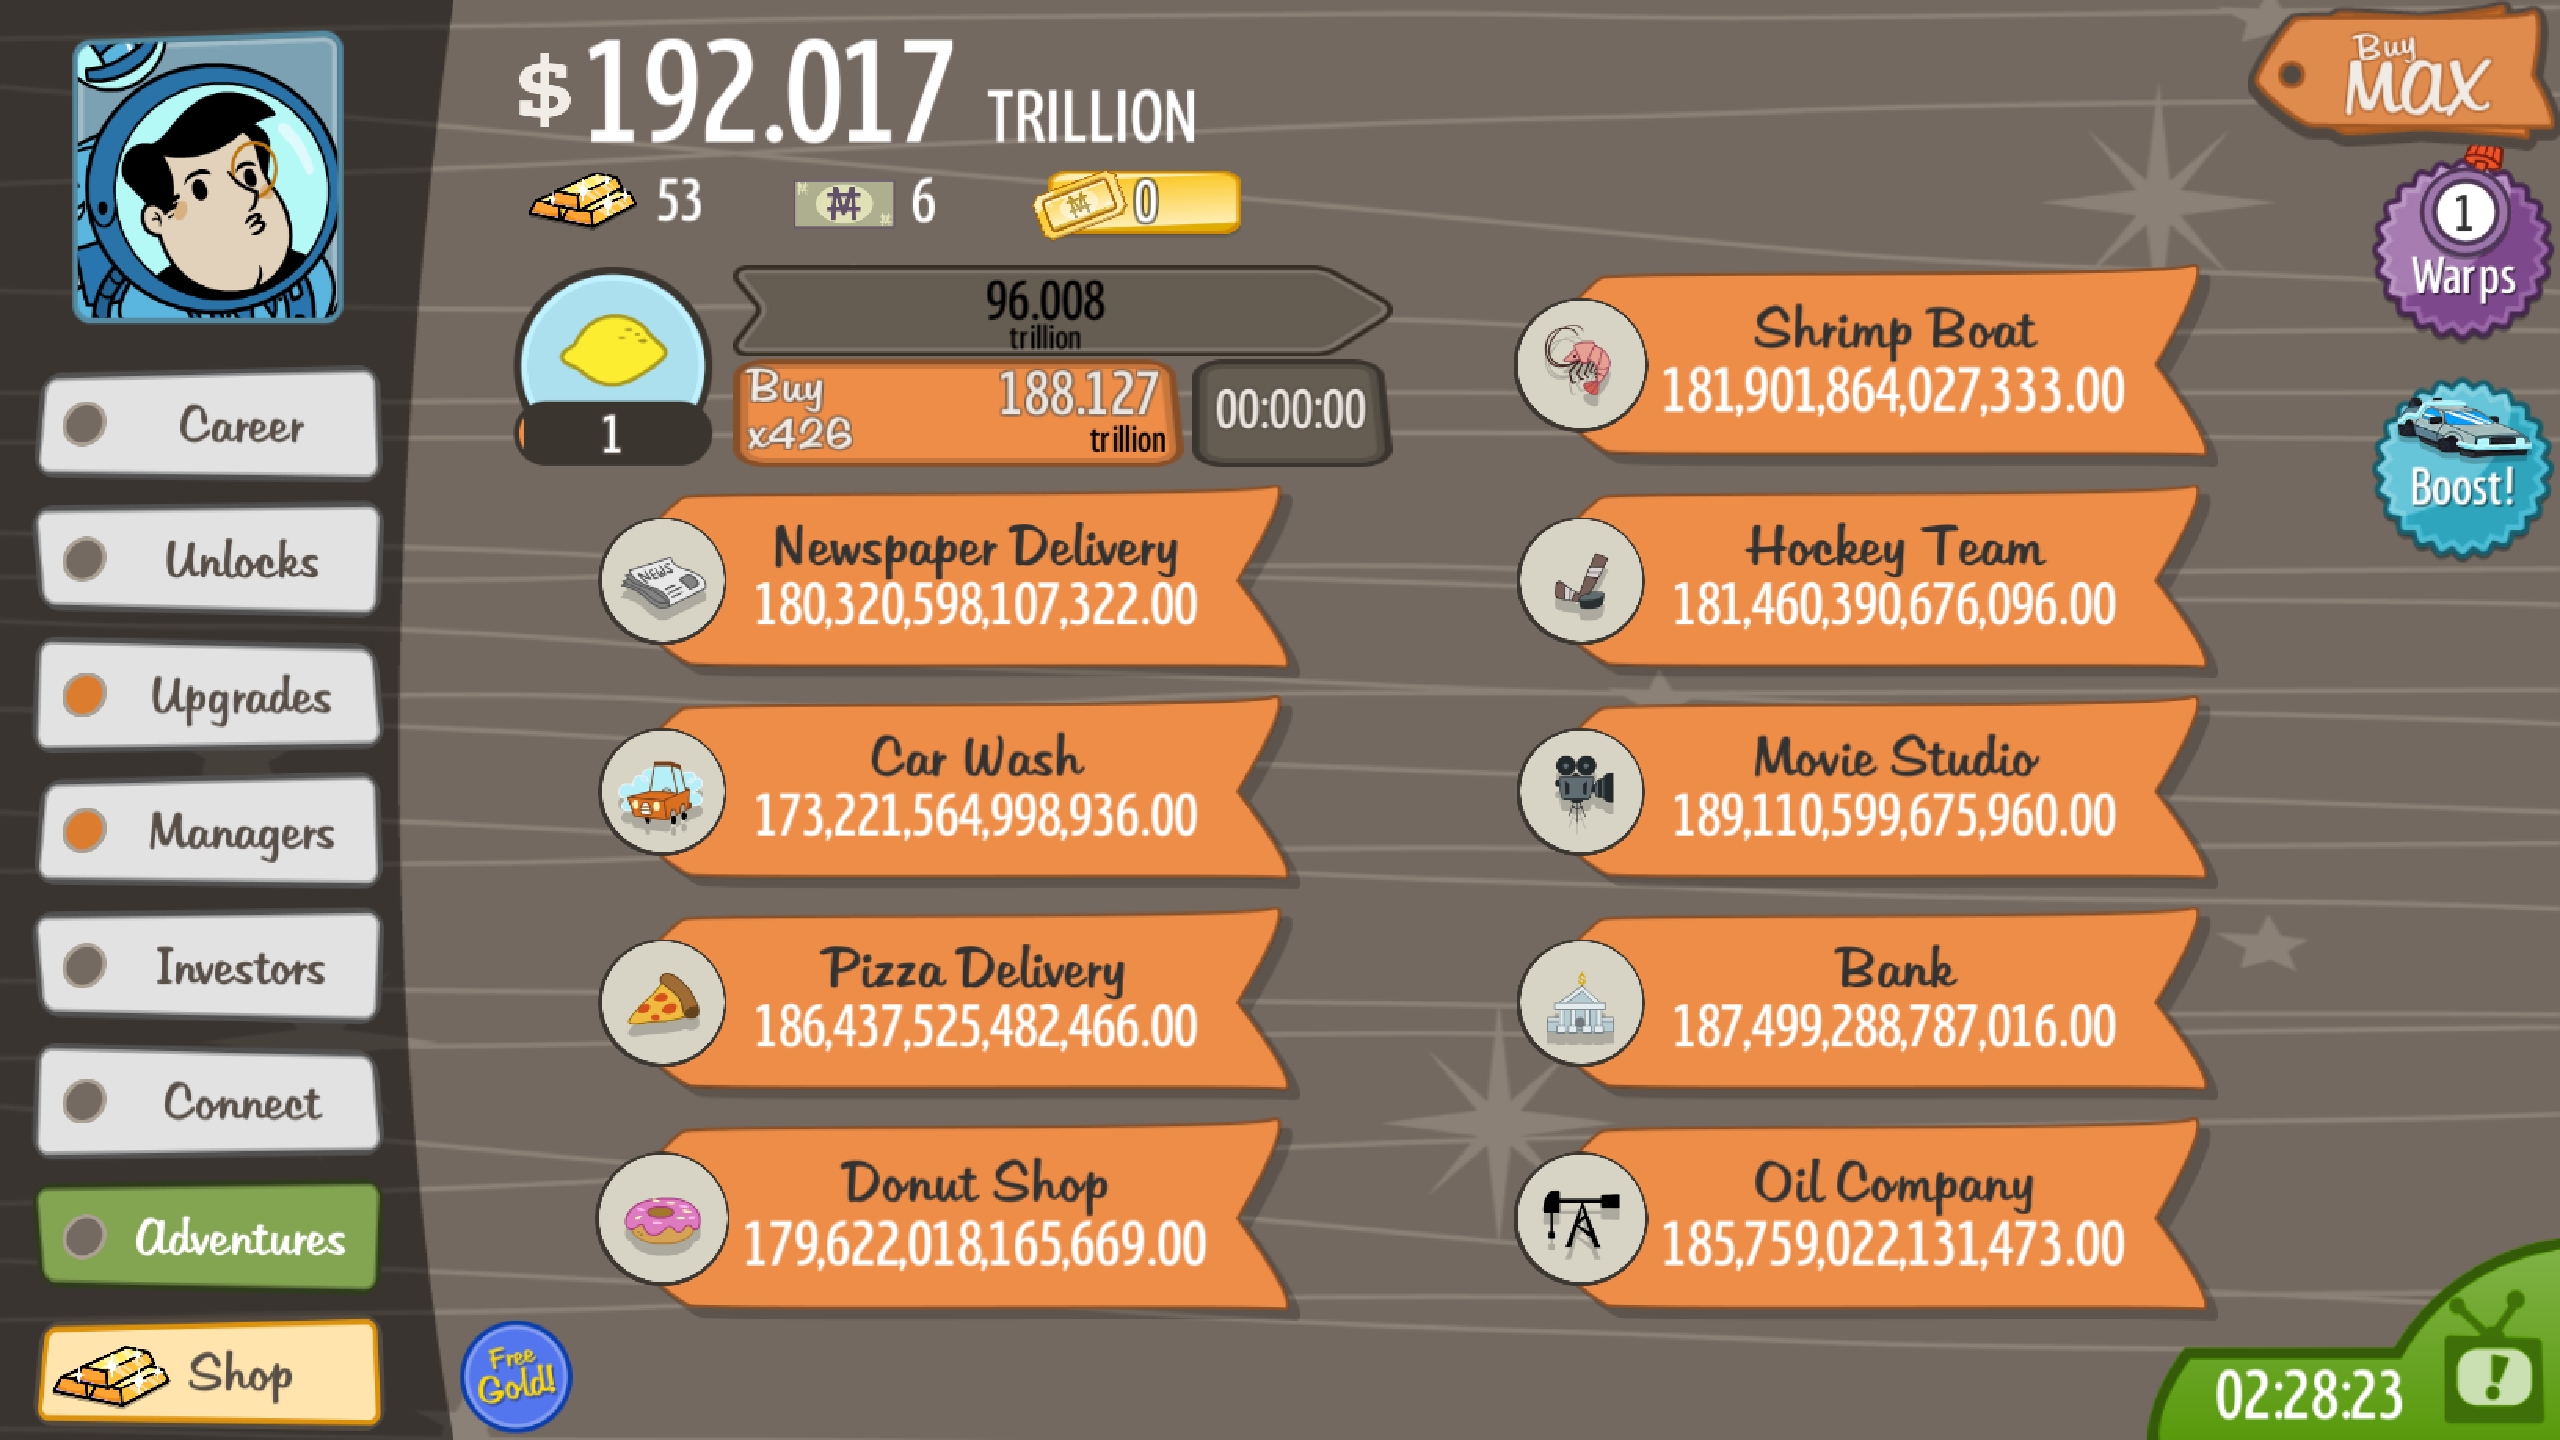 $192.017 TRILLION
53
6
0
Buy
MAX
1
Warps
Boost!
Career
Unlocks
Upgrades
Managers
Investors
Connect
Adventures
Shop
96.008
trillion
1
Buy
x426
188.127
trillion
00:00:00
Newspaper Delivery
180,320,598,107,322.00
NEWS
Car Wash
173,221,564,998,936.00
Pizza Delivery
186,437,525,482,466.00
Donut Shop
179,622,018,165,669.00
Shrimp Boat
181,901,864,027,333.00
Hockey Team
181,460,390,676,096.00
Movie Studio
189,110,599,675,960.00
Bank
187,499,288,787,016.00
Oil Company
185,759,022,131,473.00
Free
Gold!
02:28:23
!